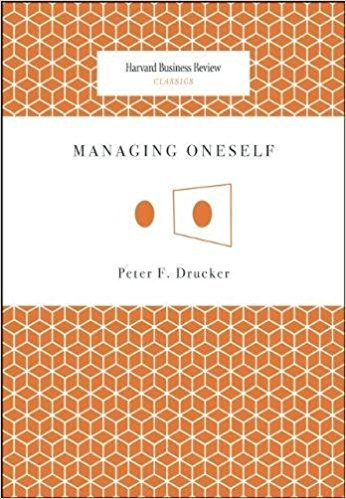 Harvard Business Review
CLASSICS
MANAGING ONESELF
Peter F. Drucker